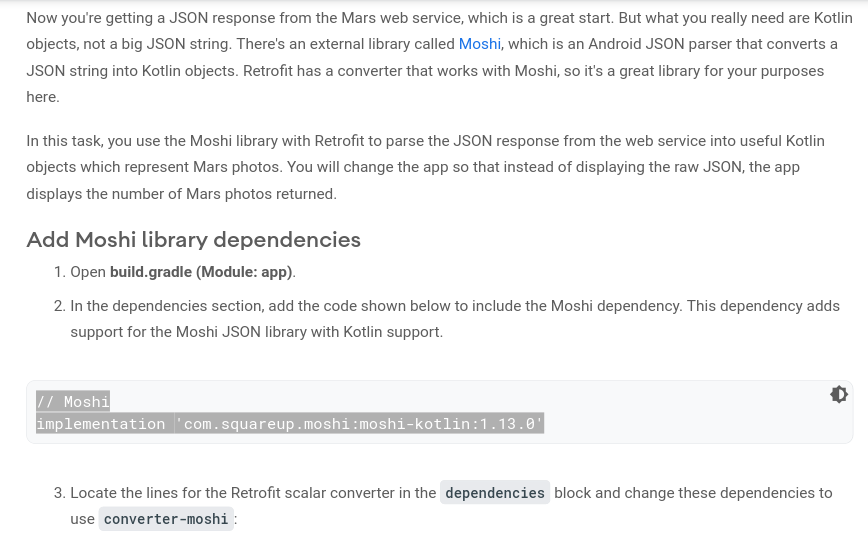 Now you're getting a JSON response from the Mars web service, which is a great start. But what you really need are Kotlin
objects, not a big JSON string. There's an external library called Moshi, which is an Android JSON parser that converts a
JSON string into Kotlin objects. Retrofit has a converter that works with Moshi, so it's a great library for your purposes
here.
In this task, you use the Moshi library with Retrofit to parse the JSON response from the web service into useful Kotlin
objects which represent Mars photos. You will change the app so that instead of displaying the raw JSON, the app
displays the number of Mars photos returned.
Add Moshi library dependencies
1. Open build.gradle (Module: app).
2. In the dependencies section, add the code shown below to include the Moshi dependency. This dependency adds
support for the Moshi JSON library with Kotlin support.
// Moshi
implementation 'com.squareup.moshi:moshi-kotlin:1.13.0'
3. Locate the lines for the Retrofit scalar converter in the dependencies block and change these dependencies to
use converter-moshi: